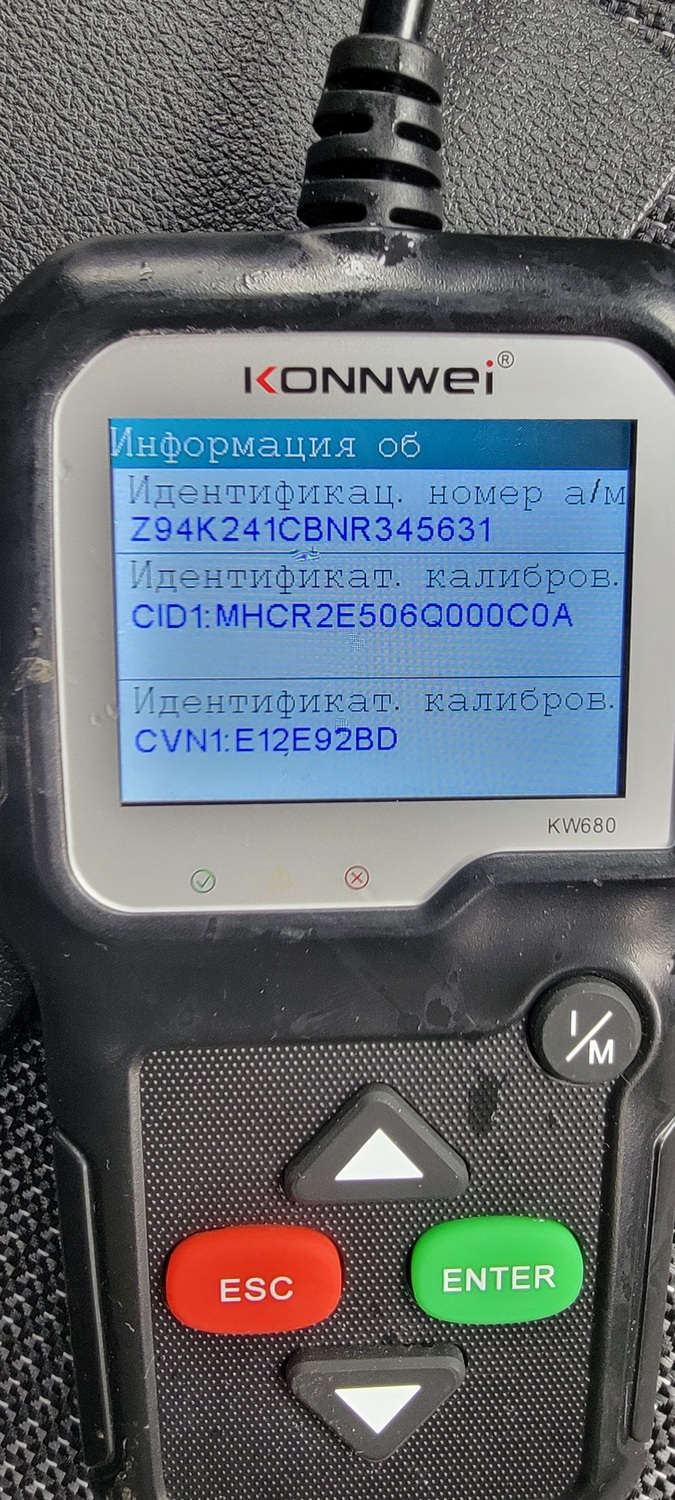 KONNWEI®
Информация об
Идентификац. номер а/м
Z94K241CBNR345631
Идентификат. калибров.
CID1:MHCR2E506Q000C0A
Идентификат. калибров.
CVN1:E12E92BD
KW680
I/M
ESC
ENTER